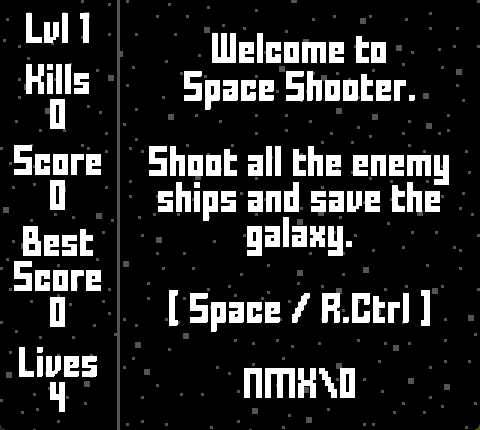 Lvl 1
Kills
0
Score
0
Best
Score
0
Lives
4
Welcome to
Space Shooter.
Shoot all the enemy
ships and save the
galaxy.
[ Space / R.Ctrl ]
NMX\0